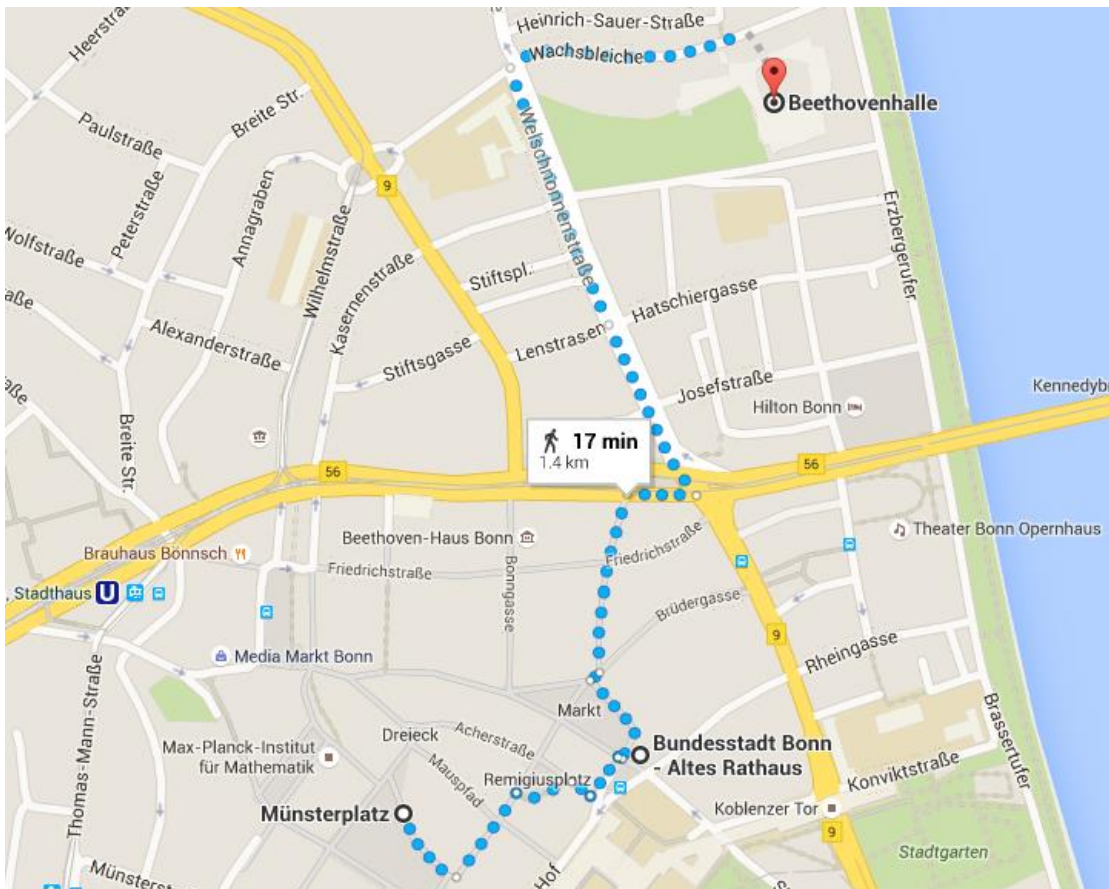 Heerstraß
Heinrich-Sauer-Straße
Wachsbleiche
Beethovenhalle
Breite Str.
Paulstraße
Peterstraße
Annagraben
9
Welschnonnenstraße
Erzbergerufer
Wolfstraße
Wilhelmstraße
Kasernenstraße
Stiftspl.
Hatschiergasse
Alexanderstraße
Lenstrasen
Stiftsgasse
Josefstraße
aße
Breite Str.
Hilton Bonn
Kennedybr
17 min
1.4 km
56
56
Beethoven-Haus Bonn
Theater Bonn Opernhaus
Brauhaus Bönnsch
Friedrichstraße
Friedrichstraße
Bonngasse
Stadthaus
U
Brüdergasse
9
Rheingasse
Media Markt Bonn
Thomas-Mann-Straße
Markt
Brassertufer
Dreieck
Acherstraße
Max-Planck-Institut
für Mathematik
Bundesstadt Bonn
- Altes Rathaus
Mauspfad
Remigiusplatz
Konviktstraße
Münsterplatz
Koblenzer Tor
9
Stadtgarten
Münsterstr
Hof